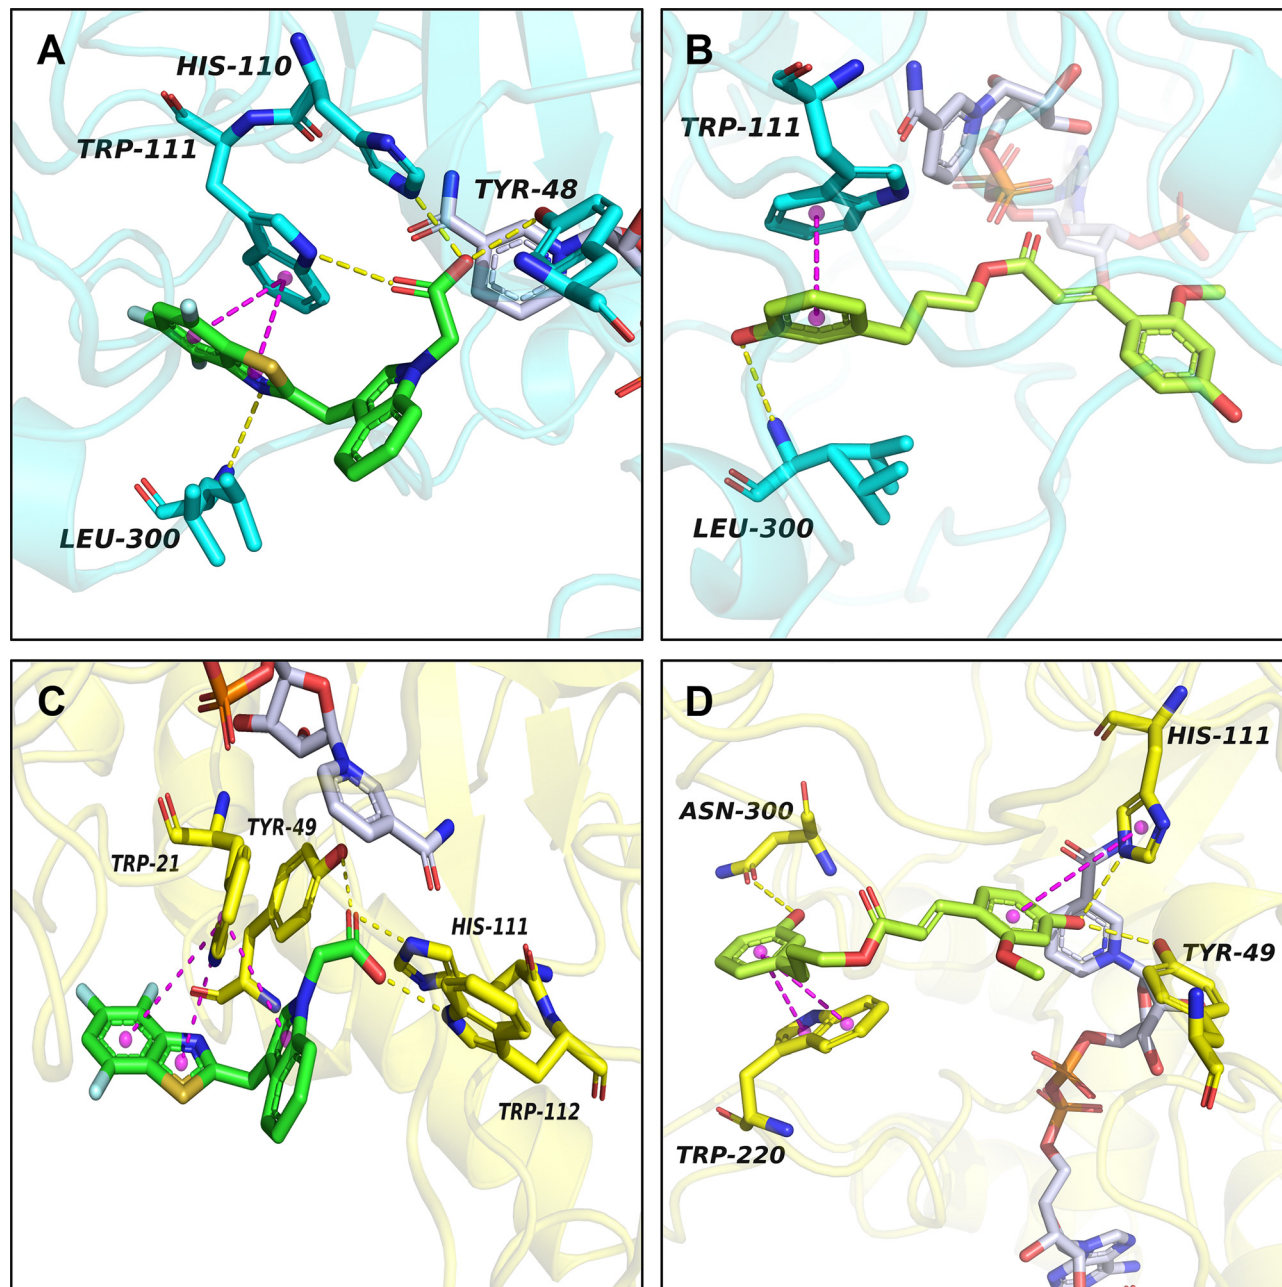 A
HIS-110
TRP-111
TYR-48
LEU-300
B
TRP-111
LEU-300
C
TYR-49
TRP-21
HIS-111
TRP-112
D
HIS-111
ASN-300
TYR-49
TRP-220